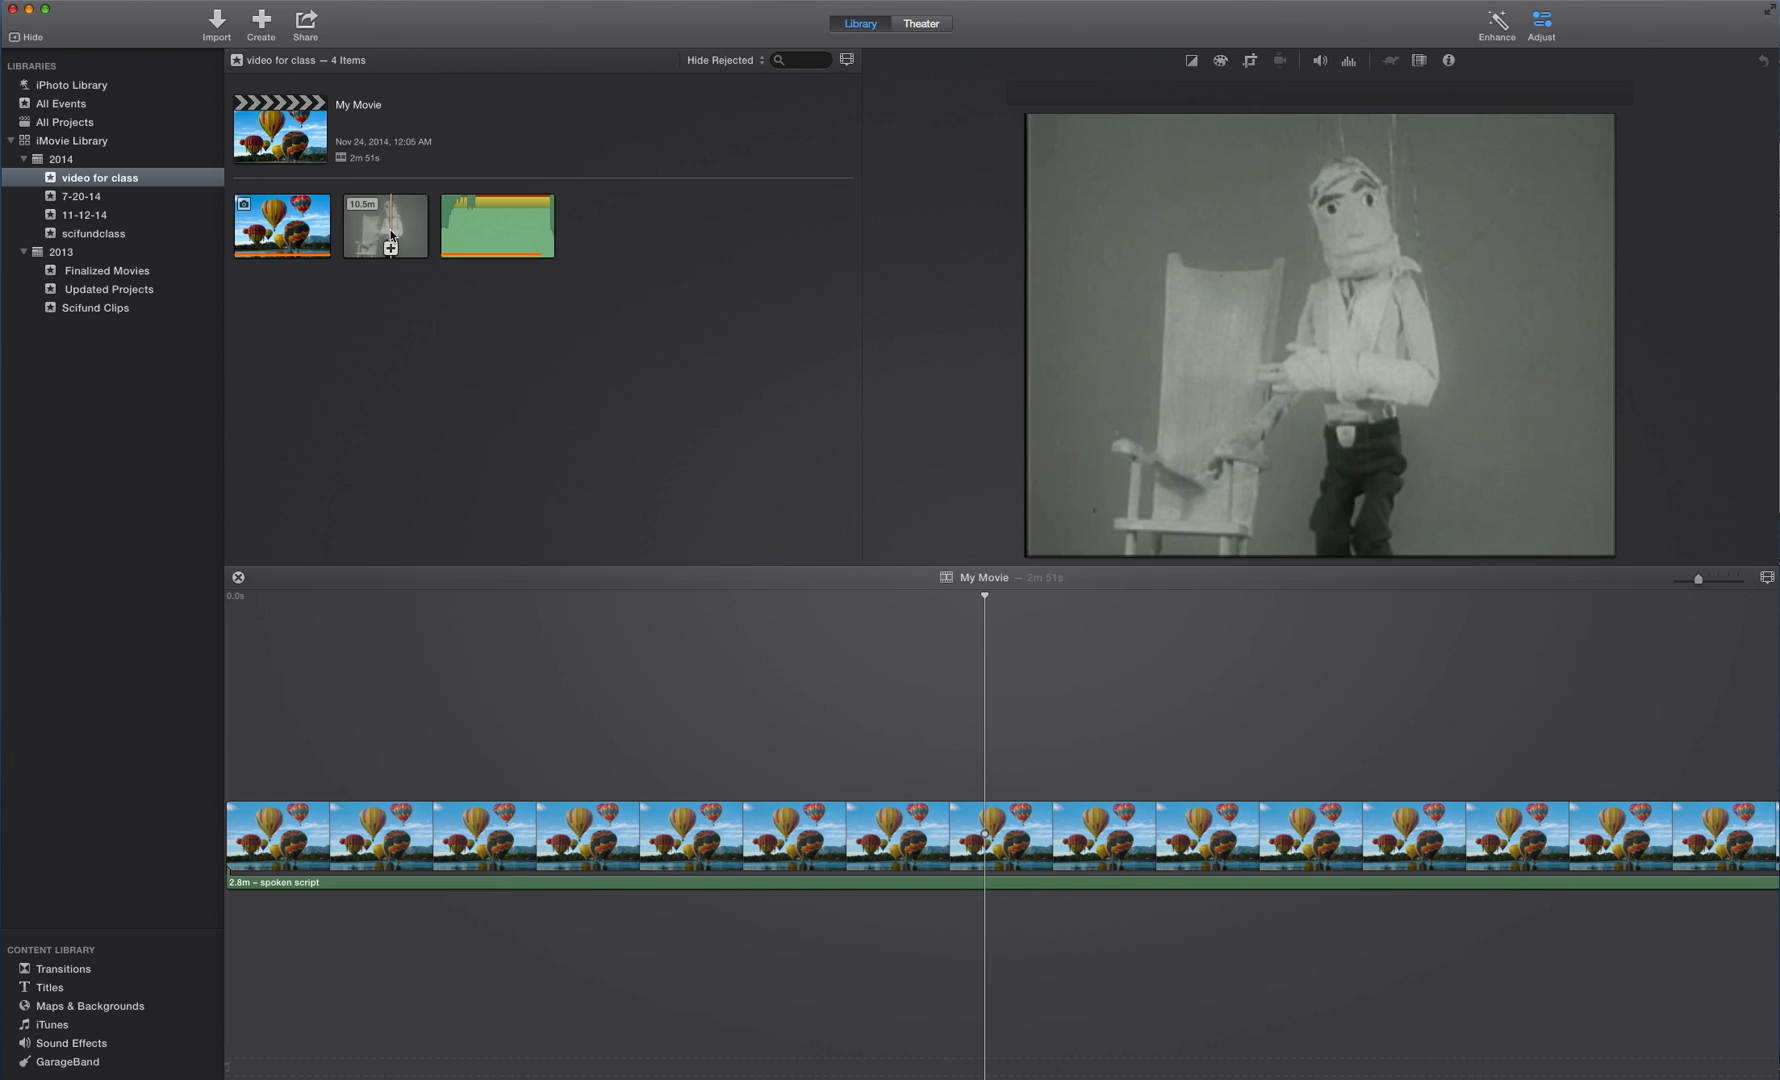 Library
Theater
Hide
Import
Create
Share
Enhance
Adjust
LIBRARIES
iPhoto Library
All Events
All Projects
iMovie Library
2014
video for class
7-20-14
11-12-14
scifundclass
2013
Finalized Movies
Updated Projects
Scifund Clips
video for class — 4 Items
Hide Rejected
My Movie
Nov 24, 2014, 12:05 AM
2m 51s
10.5m
My Movie — 2m 51s
0.0s
2.8m – spoken script
CONTENT LIBRARY
Transitions
Titles
Maps & Backgrounds
iTunes
Sound Effects
GarageBand